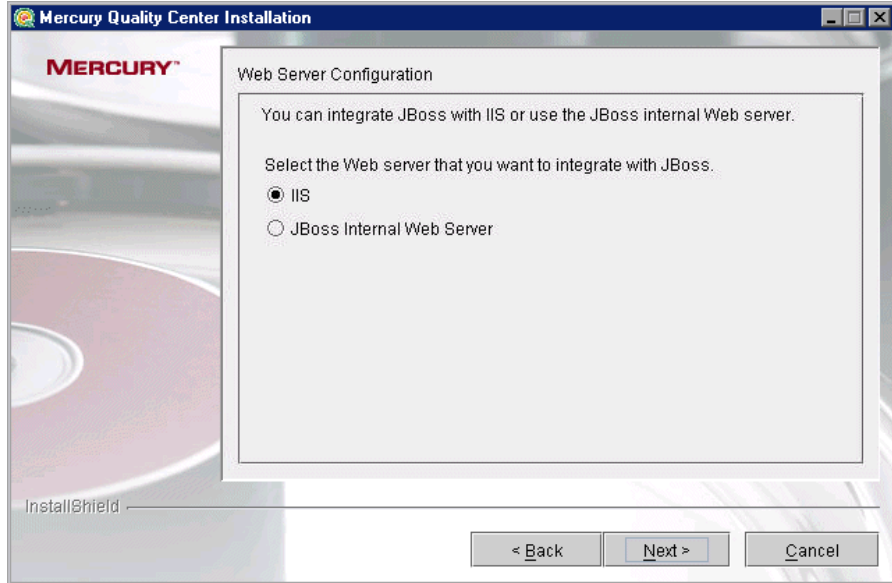 Mercury Quality Center Installation
MERCURY™
Web Server Configuration
You can integrate JBoss with IIS or use the JBoss internal Web server.
Select the Web server that you want to integrate with JBoss.
IIS
JBoss Internal Web Server
InstallShield
< Back
Next >
Cancel